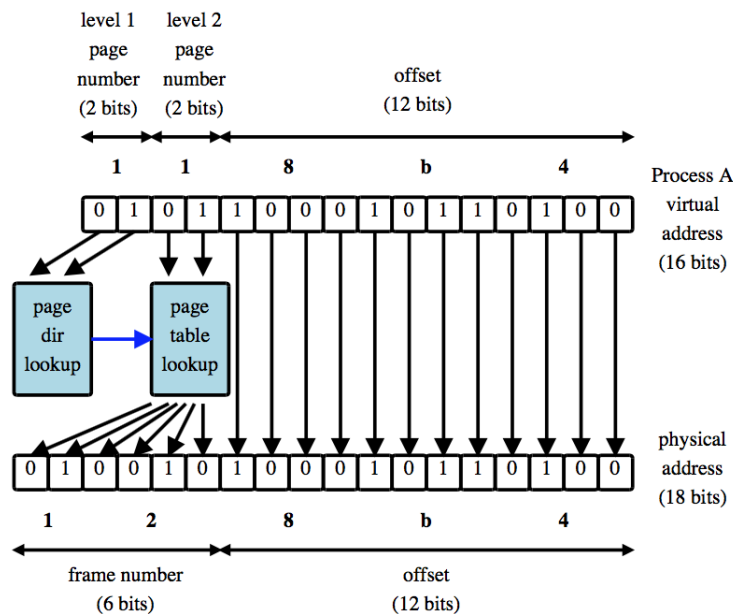 level 1
page
number
(2 bits)
level 2
page
number
(2 bits)
offset
(12 bits)
1 1 8 b 4
0 1 0 1 1 0 0 0 1 0 1 1 0 1 0 0
Process A
virtual
address
(16 bits)
page
dir
lookup
page
table
lookup
0 1 0 0 1 0 1 0 0 0 1 0 1 1 0 1 0 0
physical
address
(18 bits)
1 2 8 b 4
frame number
(6 bits)
offset
(12 bits)